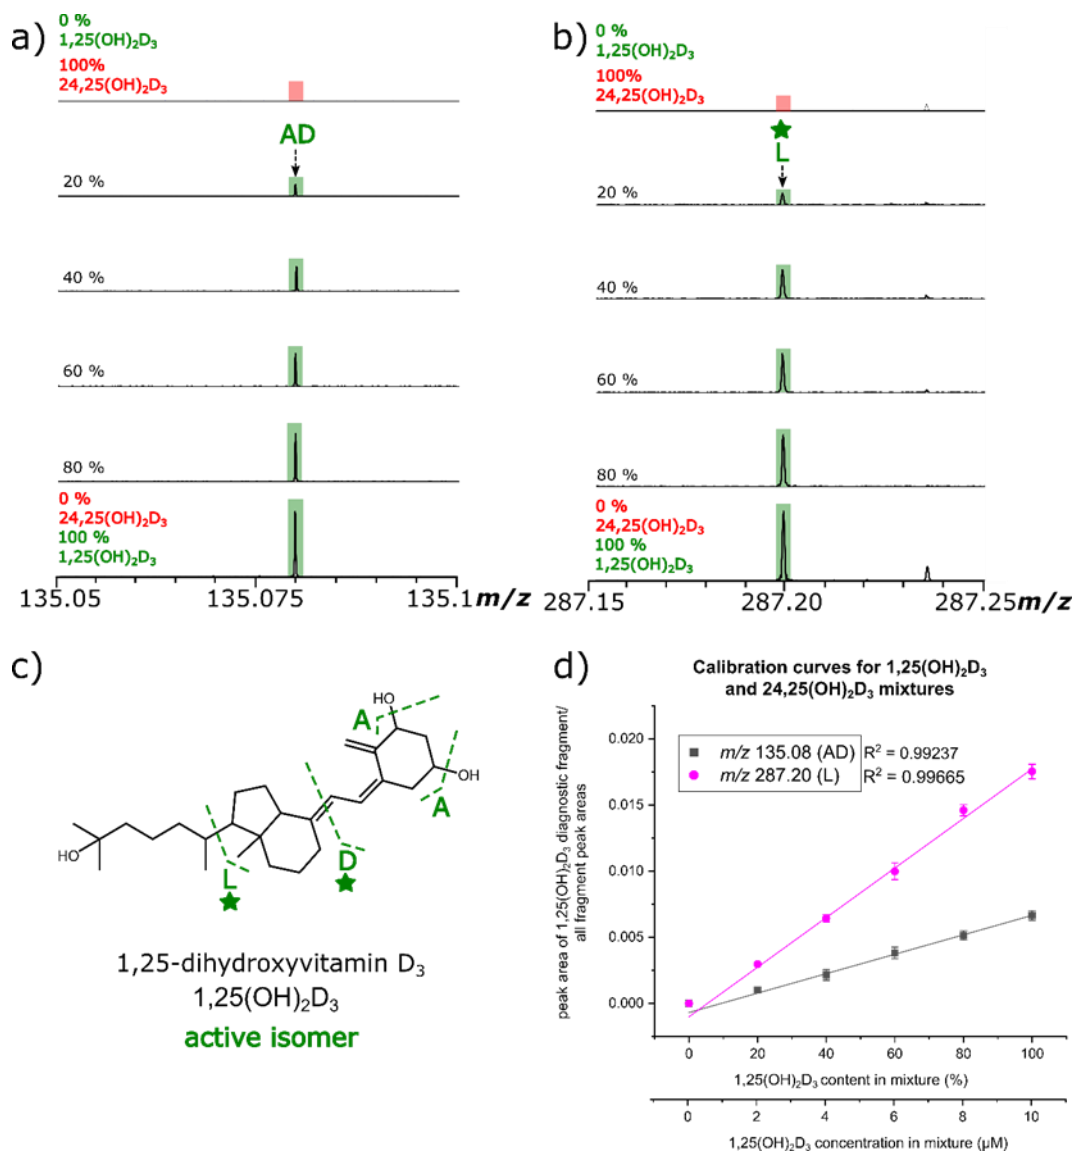 a)
0 %
1,25(OH)₂D₃
100%
24,25(OH)₂D₃
AD
20 %
40 %
60 %
80 %
0 %
24,25(OH)₂D₃
100 %
1,25(OH)₂D₃
135.05
135.080
135.1
m/z
b)
0 %
1,25(OH)₂D₃
100%
24,25(OH)₂D₃
L
20 %
40 %
60 %
80 %
0 %
24,25(OH)₂D₃
100 %
1,25(OH)₂D₃
287.15
287.20
287.25
m/z
c)
HO
A
OH
A
HO
L
D
1,25-dihydroxyvitamin D₃
1,25(OH)₂D₃
active isomer
d)
Calibration curves for 1,25(OH)₂D₃
and 24,25(OH)₂D₃ mixtures
peak area of 1,25(OH)₂D₃ diagnostic fragment/
all fragment peak areas
m/z 135.08 (AD) R² = 0.99237
m/z 287.20 (L) R² = 0.99665
0.020
0.015
0.010
0.005
0.000
0 20 40 60 80 100
1,25(OH)₂D₃ content in mixture (%)
0 2 4 6 8 10
1,25(OH)₂D₃ concentration in mixture (µM)